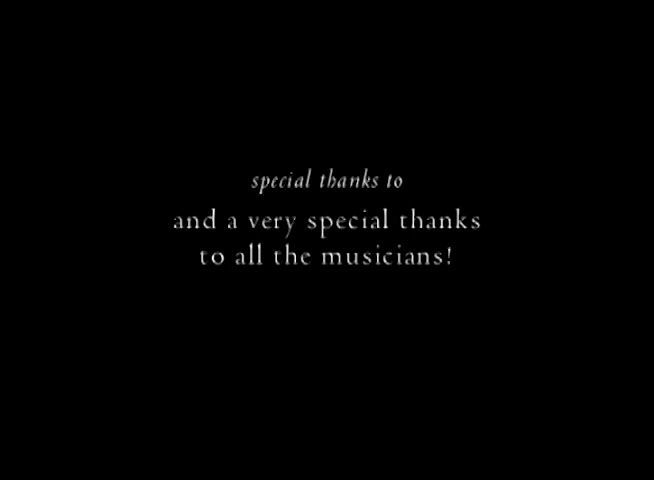 special thanks to
and a very special thanks
to all the musicians!